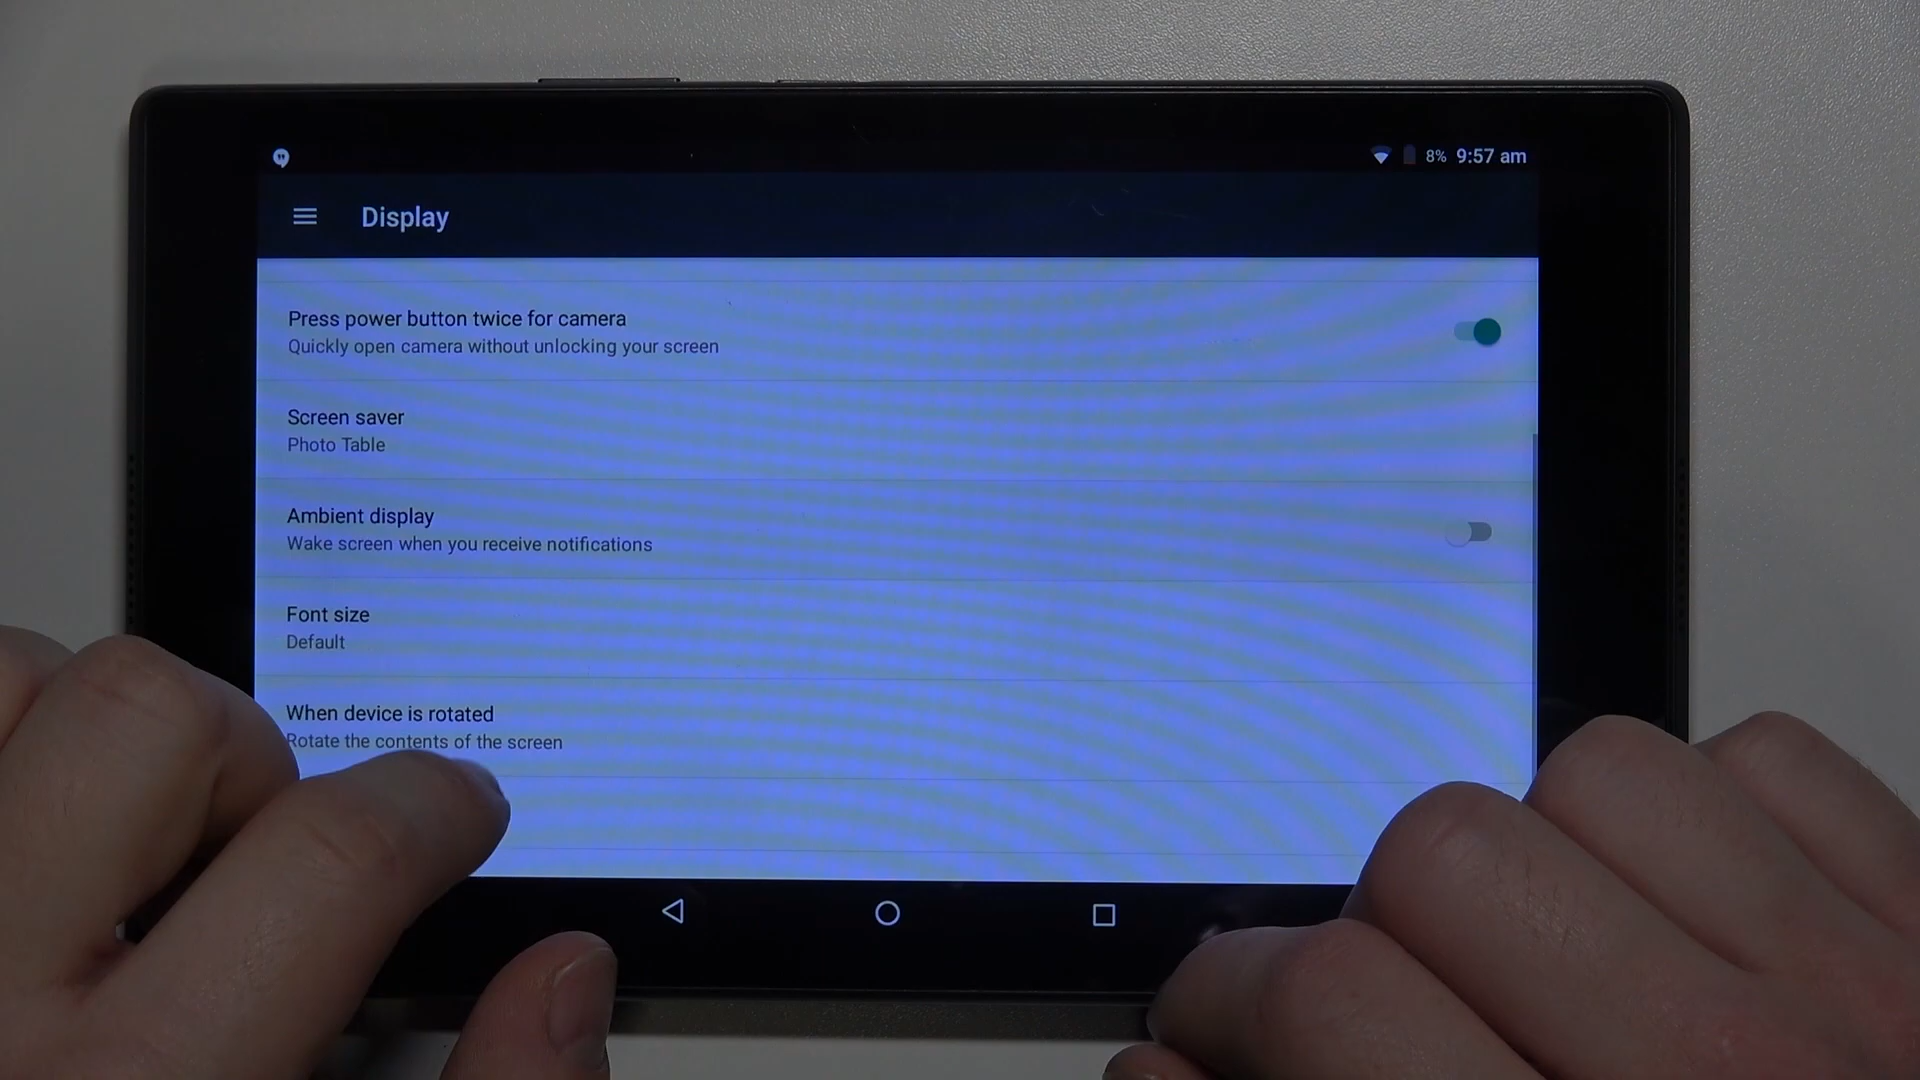 8% 9:57 am
Display
Press power button twice for camera
Quickly open camera without unlocking your screen
Screen saver
Photo Table
Ambient display
Wake screen when you receive notifications
Font size
Default
When device is rotated
Rotate the contents of the screen